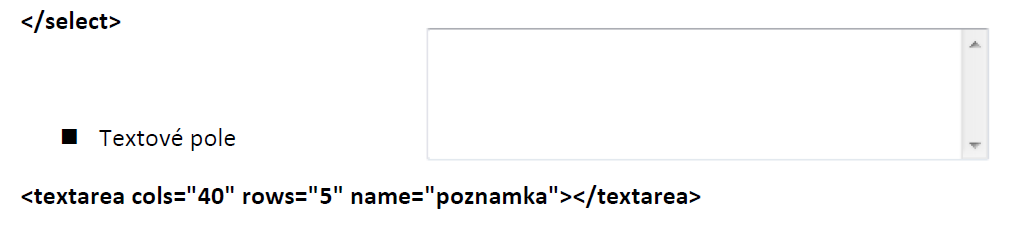 </select>
■ Textové pole
<textarea cols="40" rows="5" name="poznamka"></textarea>